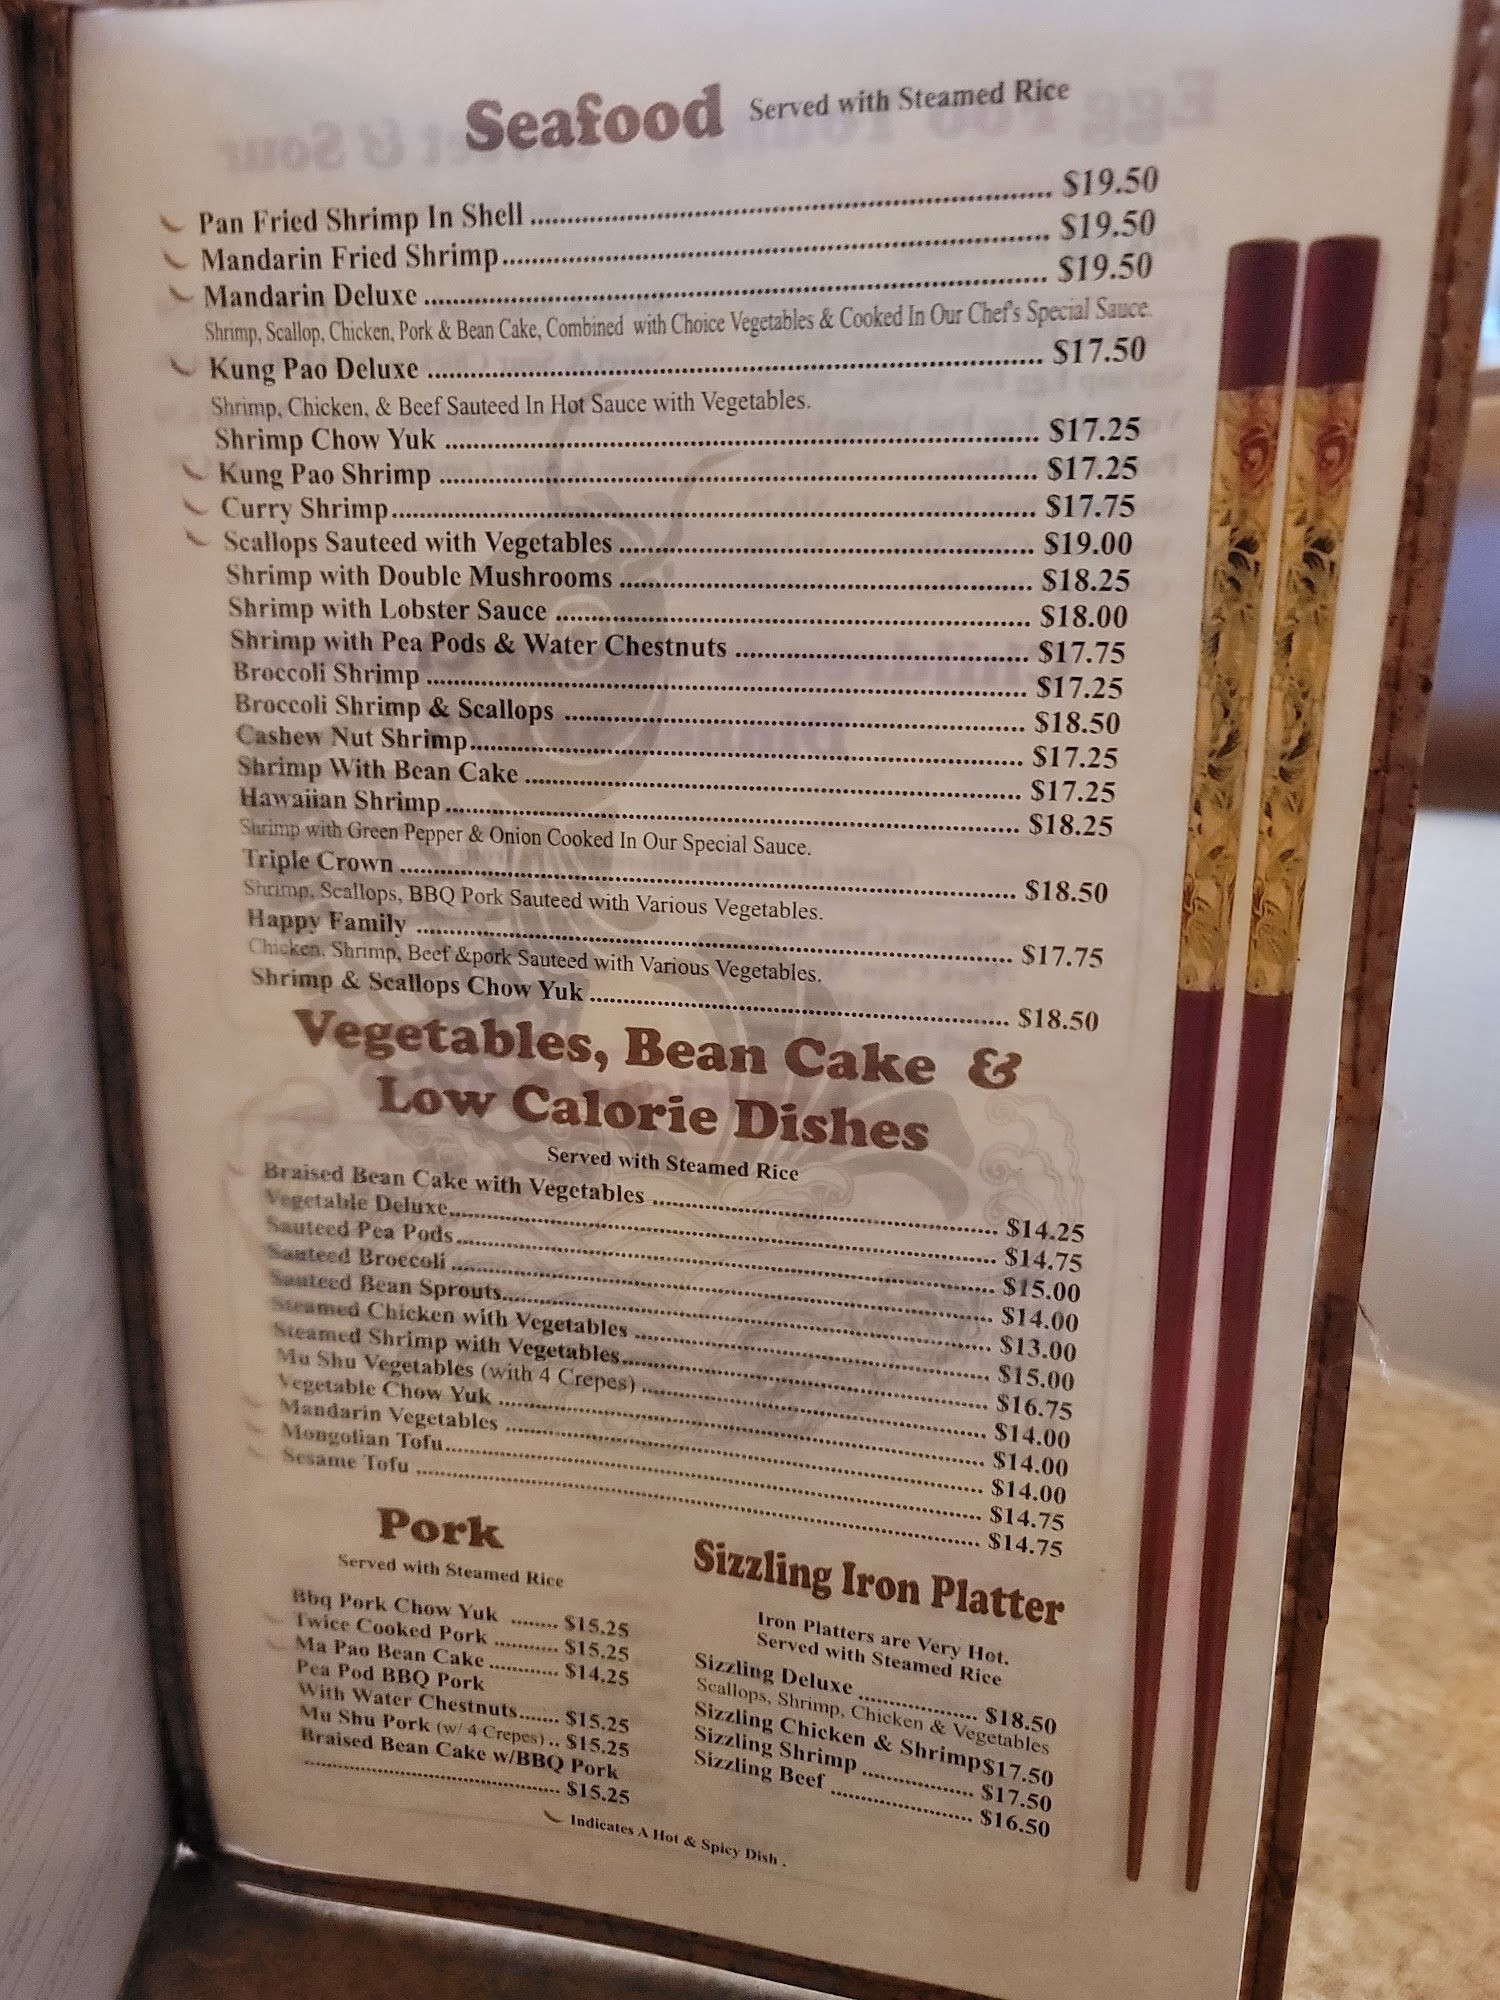 Seafood Served with Steamed Rice
Pan Fried Shrimp In Shell ........ $19.50
Mandarin Fried Shrimp........ $19.50
Mandarin Deluxe ........ $19.50
Shrimp, Scallop, Chicken, Pork & Bean Cake, Combined with Choice Vegetables & Cooked In Our Chef's Special Sauce.
Kung Pao Deluxe ........ $17.50
Shrimp, Chicken, & Beef Sauteed In Hot Sauce with Vegetables.
Shrimp Chow Yuk ........ $17.25
Kung Pao Shrimp ........ $17.25
Curry Shrimp........ $17.75
Scallops Sauteed with Vegetables ........ $19.00
Shrimp with Double Mushrooms ........ $18.25
Shrimp with Lobster Sauce ........ $18.00
Shrimp with Pea Pods & Water Chestnuts ........ $17.75
Broccoli Shrimp ........ $17.25
Broccoli Shrimp & Scallops ........ $18.50
Cashew Nut Shrimp........ $17.25
Shrimp With Bean Cake ........ $17.25
Hawaiian Shrimp ........ $18.25
Shrimp with Green Pepper & Onion Cooked In Our Special Sauce.
Triple Crown ........ $18.50
Shrimp, Scallops, BBQ Pork Sauteed with Various Vegetables.
Happy Family ........ $17.75
Chicken, Shrimp, Beef &pork Sauteed with Various Vegetables.
Shrimp & Scallops Chow Yuk ........ $18.50
Vegetables, Bean Cake &
Low Calorie Dishes
Served with Steamed Rice
Braised Bean Cake with Vegetables ........ $14.25
Vegetable Deluxe........ $14.75
Sauteed Pea Pods........ $15.00
Sauteed Broccoli ........ $14.00
Sauteed Bean Sprouts........ $13.00
Steamed Chicken with Vegetables ........ $15.00
Steamed Shrimp with Vegetables........ $16.75
Mu Shu Vegetables (with 4 Crepes) ........ $14.00
Vegetable Chow Yuk ........ $14.00
Mandarin Vegetables ........ $14.00
Mongolian Tofu........ $14.75
Sesame Tofu ........ $14.75
Pork
Served with Steamed Rice
Bbq Pork Chow Yuk ........ $15.25
Twice Cooked Pork ........ $15.25
Ma Pao Bean Cake ........ $14.25
Pea Pod BBQ Pork
With Water Chestnuts....... $15.25
Mu Shu Pork (w/ 4 Crepes) .. $15.25
Braised Bean Cake w/BBQ Pork
........ $15.25
Sizzling Iron Platter
Iron Platters are Very Hot.
Served with Steamed Rice
Sizzling Deluxe ........ $18.50
Scallops, Shrimp, Chicken & Vegetables
Sizzling Chicken & Shrimp$17.50
Sizzling Shrimp ........ $17.50
Sizzling Beef ........ $16.50
Indicates A Hot & Spicy Dish .